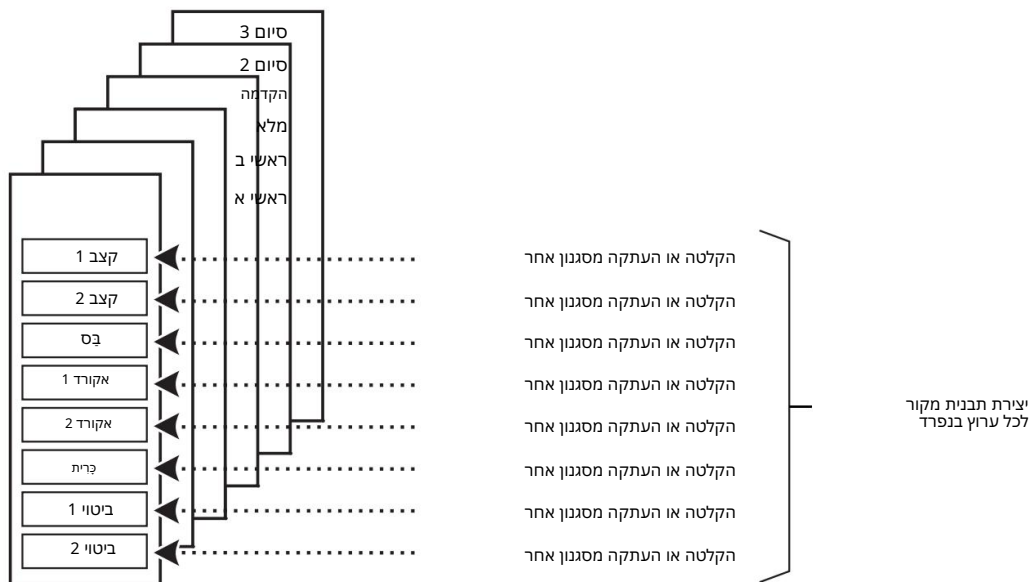 סיום 3
סיום 2
הקדמה
מלא
ראשי ב
ראשי א
קצב 1
הקלטה או העתקה מסגנון אחר
קצב 2
הקלטה או העתקה מסגנון אחר
בַּס
הקלטה או העתקה מסגנון אחר
אקורד 1
הקלטה או העתקה מסגנון אחר
אקורד 2
הקלטה או העתקה מסגנון אחר
כָּרִית
הקלטה או העתקה מסגנון אחר
ביטוי 1
הקלטה או העתקה מסגנון אחר
ביטוי 2
הקלטה או העתקה מסגנון אחר
יצירת תבנית מקור
לכל ערוץ בנפרד